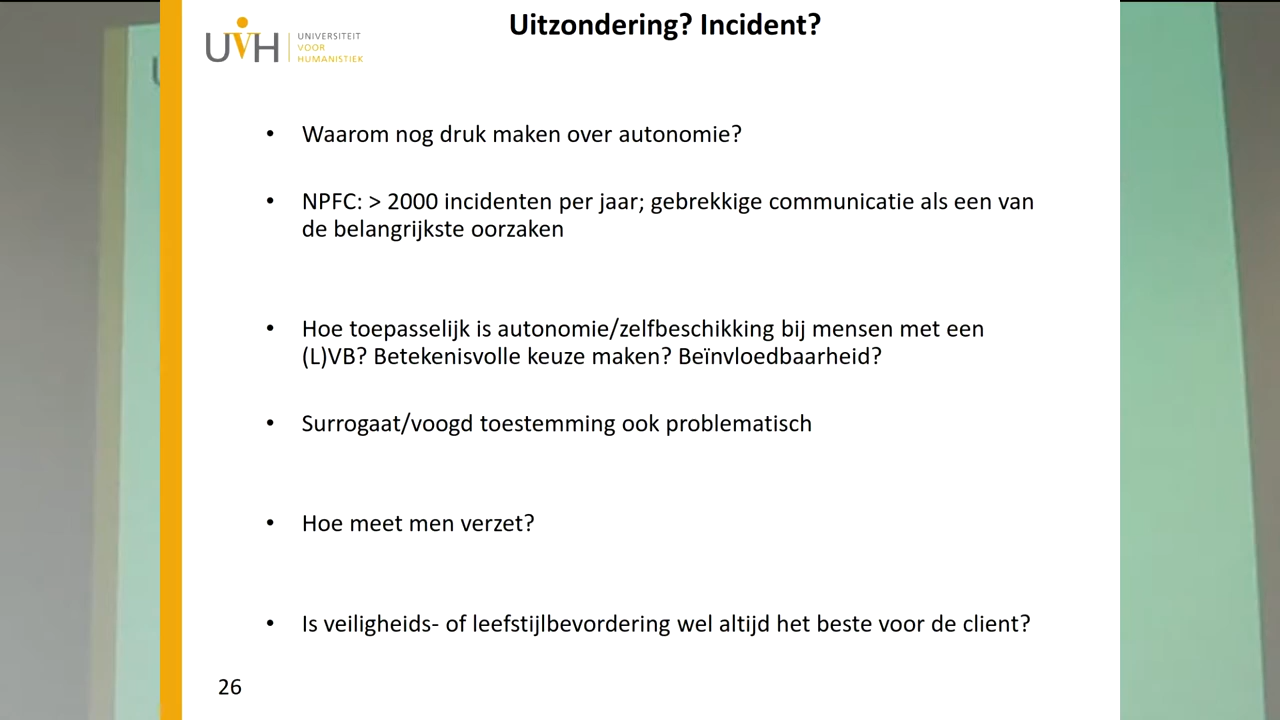 Uitzondering? Incident?
UVH
UNIVERSITEIT
VOOR
HUMANISTIEK
• Waarom nog druk maken over autonomie?
• NPFC: > 2000 incidenten per jaar; gebrekkige communicatie als een van
de belangrijkste oorzaken
• Hoe toepasselijk is autonomie/zelfbeschikking bij mensen met een
(L)VB? Betekenisvolle keuze maken? Beïnvloedbaarheid?
• Surrogaat/voogd toestemming ook problematisch
• Hoe meet men verzet?
• Is veiligheids- of leefstijlbevordering wel altijd het beste voor de client?
26